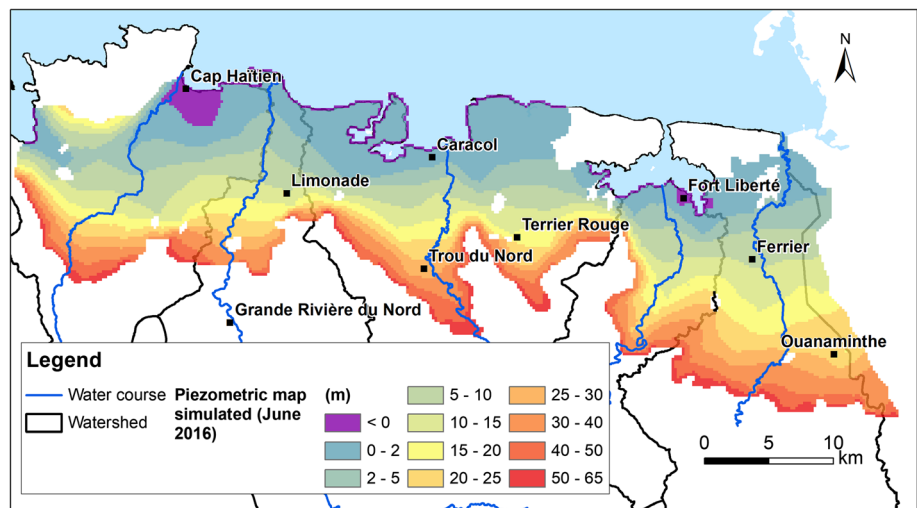 N
Cap Haïtien
Caracol
Limonade
Fort Liberté
Terrier Rouge
Ferrier
Trou du Nord
Grande Rivière du Nord
Ouanaminthe
Legend
Water course
Watershed
Piezometric map
simulated (June
2016)
(m)
< 0
0 - 2
2 - 5
5 - 10
10 - 15
15 - 20
20 - 25
25 - 30
30 - 40
40 - 50
50 - 65
0 5 10
km